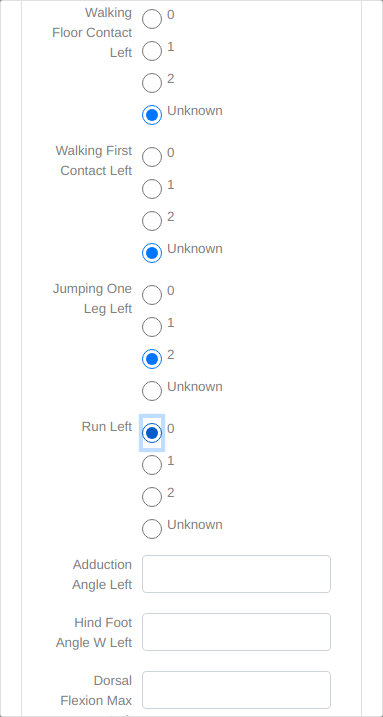 Walking
Floor Contact
Left
0
1
2
Unknown
Walking First
Contact Left
0
1
2
Unknown
Jumping One
Leg Left
0
1
2
Unknown
Run Left
0
1
2
Unknown
Adduction
Angle Left
Hind Foot
Angle W Left
Dorsal
Flexion Max